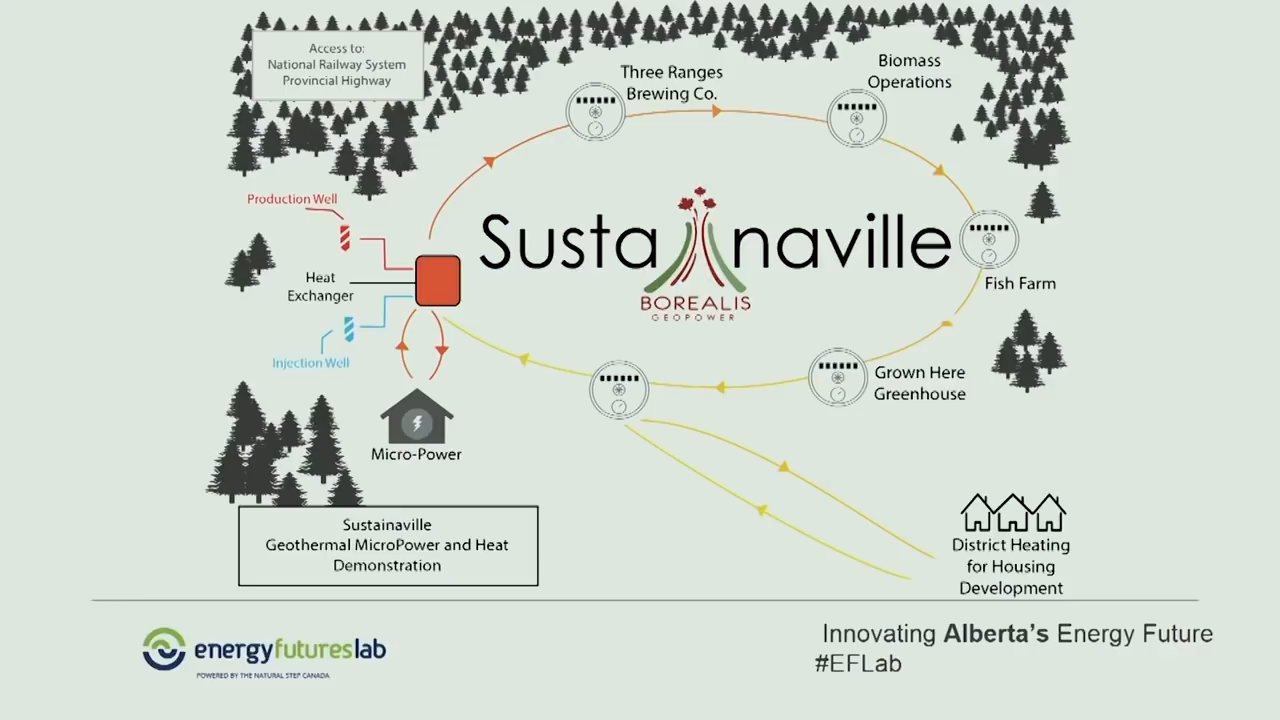 Access to:
National Railway System
Provincial Highway
Three Ranges
Brewing Co.
Biomass
Operations
Production Well
Heat
Exchanger
Injection Well
Sustainaville
BOREALIS
GEOPOWER
Fish Farm
Grown Here
Greenhouse
Micro-Power
Sustainaville
Geothermal MicroPower and Heat
Demonstration
District Heating
for Housing
Development
energyfutureslab
POWERED BY THE NATURAL STEP CANADA
Innovating Alberta’s Energy Future
#EFLab